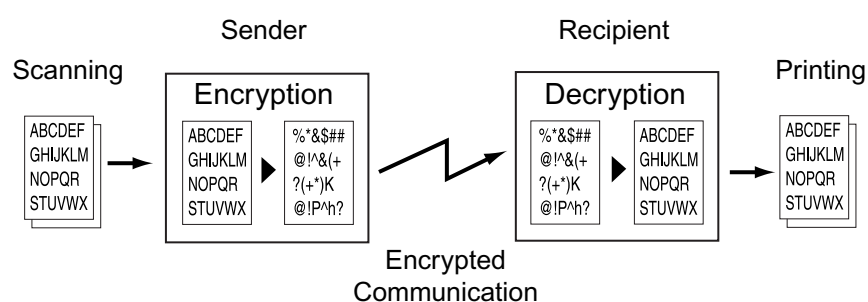 Sender
Recipient
Scanning
Printing
Encryption
Decryption
ABCDEF
GHIJKLM
NOPQR
STUVWX
ABCDEF
GHIJKLM
NOPQR
STUVWX
%*&$##
@!^&(+
?(+*)K
@!P^h?
%*&$##
@!^&(+
?(+*)K
@!P^h?
ABCDEF
GHIJKLM
NOPQR
STUVWX
ABCDEF
GHIJKLM
NOPQR
STUVWX
Encrypted
Communication